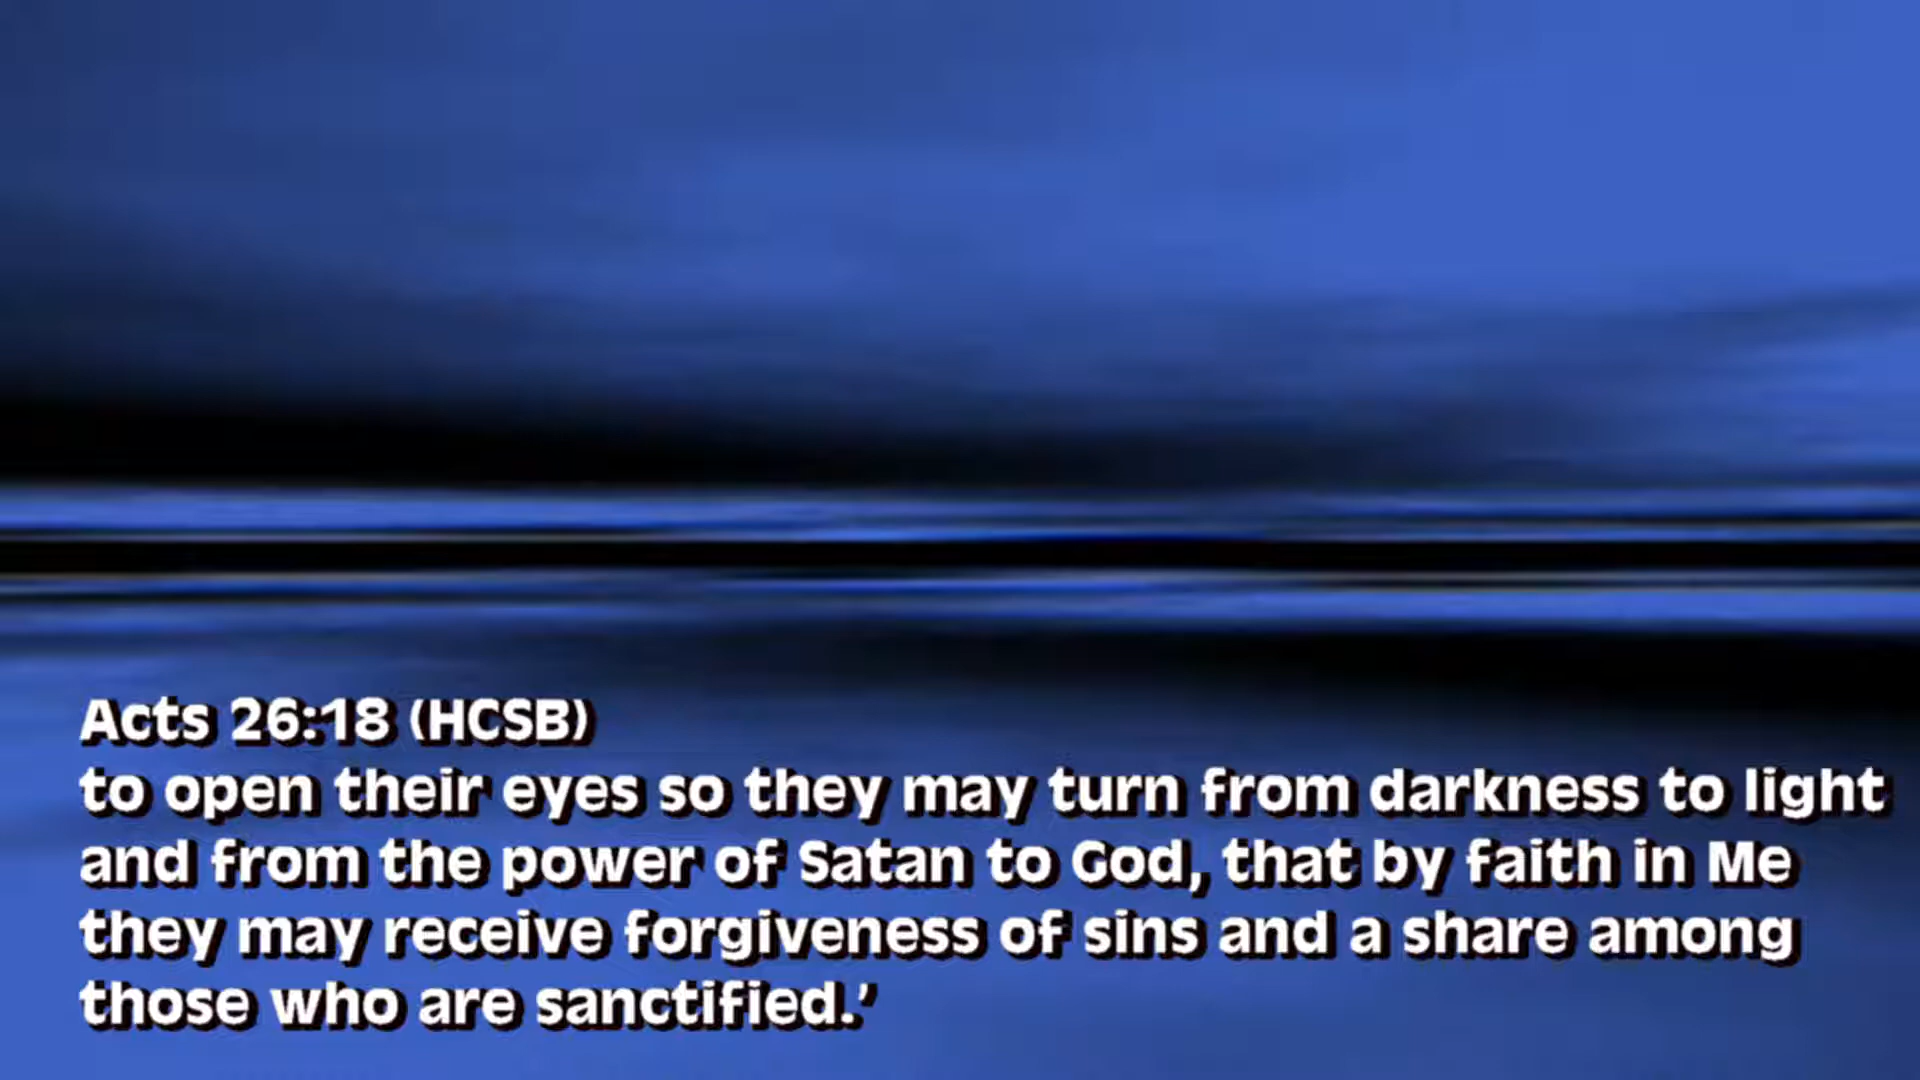 Acts 26:18 (HCSB)
to open their eyes so they may turn from darkness to light
and from the power of Satan to God, that by faith in Me
they may receive forgiveness of sins and a share among
those who are sanctified.’